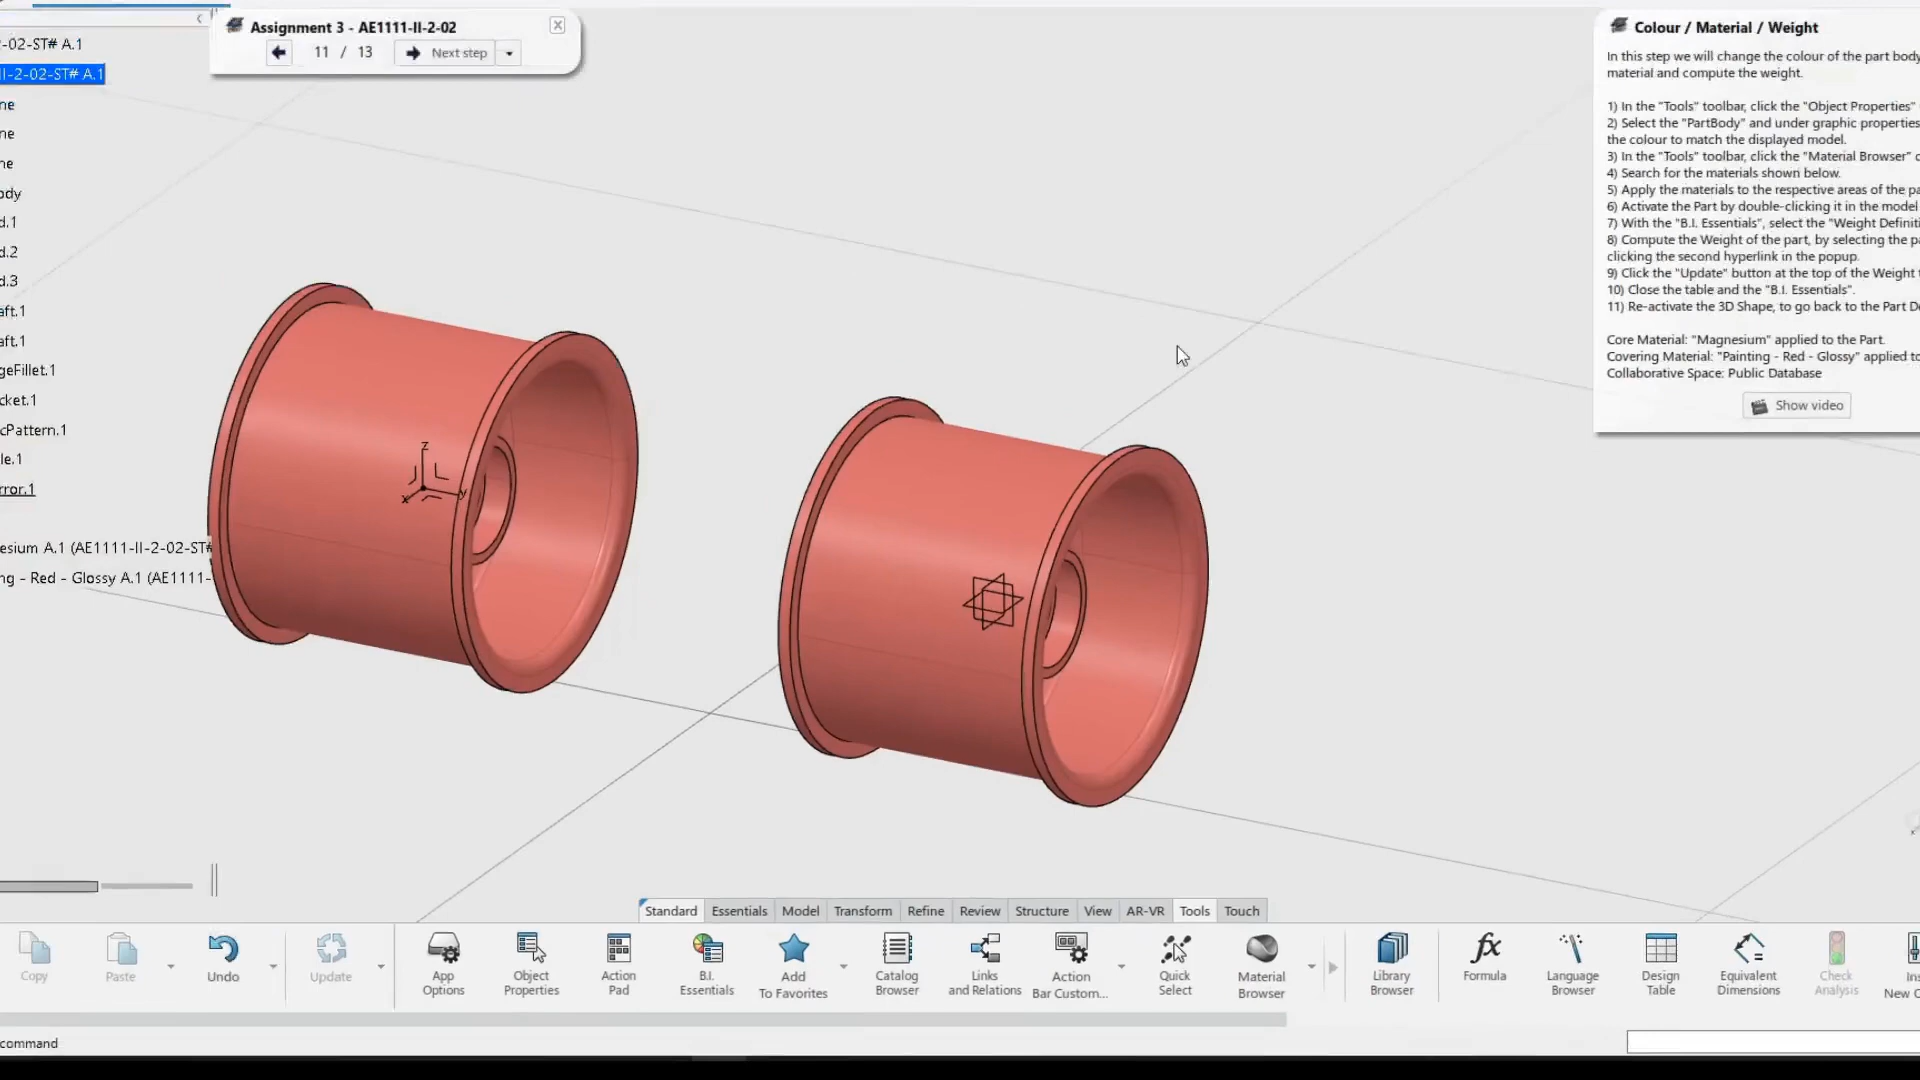 -02-ST# A.1
II-2-02-ST# A.1
ne
ne
ne
ody
d.1
d.2
d.3
aft.1
aft.1
geFillet.1
cket.1
cPattern.1
le.1
rror.1
esium A.1 (AE1111-II-2-02-ST#
ng - Red - Glossy A.1 (AE1111-
Assignment 3 - AE1111-II-2-02
11 / 13 Next step
Colour / Material / Weight
In this step we will change the colour of the part body
material and compute the weight.
1) In the "Tools" toolbar, click the "Object Properties"
2) Select the "PartBody" and under graphic properties
the colour to match the displayed model.
3) In the "Tools" toolbar, click the "Material Browser" c
4) Search for the materials shown below.
5) Apply the materials to the respective areas of the pa
6) Activate the Part by double-clicking it in the model
7) With the "B.I. Essentials", select the "Weight Definiti
8) Compute the Weight of the part, by selecting the pa
clicking the second hyperlink in the popup.
9) Click the "Update" button at the top of the Weight t
10) Close the table and the "B.I. Essentials".
11) Re-activate the 3D Shape, to go back to the Part De
Core Material: "Magnesium" applied to the Part.
Covering Material: "Painting - Red - Glossy" applied to
Collaborative Space: Public Database
Show video
z
x y
Standard Essentials Model Transform Refine Review Structure View AR-VR Tools Touch
Copy
Paste
Undo
Update
App
Options
Object
Properties
Action
Pad
B.I.
Essentials
Add
To Favorites
Catalog
Browser
Links
and Relations
Action
Bar Custom...
Quick
Select
Material
Browser
Library
Browser
fx
Formula
Language
Browser
Design
Table
Equivalent
Dimensions
Check
Analysis
Ins
New C
command